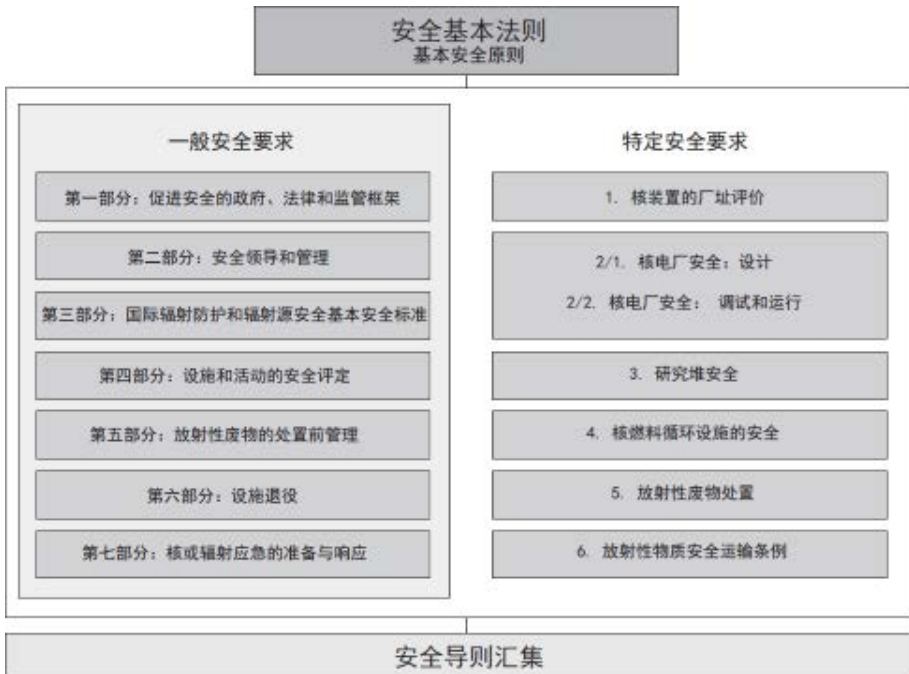 安全基本法则
基本安全原则
一般安全要求
第一部分：促进安全的政府、法律和监管框架
第二部分：安全领导和管理
第三部分：国际辐射防护和辐射源安全基本安全标准
第四部分：设施和活动的安全评定
第五部分：放射性废物的处置前管理
第六部分：设施退役
第七部分：核或辐射应急的准备与响应
特定安全要求
1. 核装置的厂址评价
2/1. 核电厂安全：设计
2/2. 核电厂安全： 调试和运行
3. 研究堆安全
4. 核燃料循环设施的安全
5. 放射性废物处置
6. 放射性物质安全运输条例
安全导则汇集